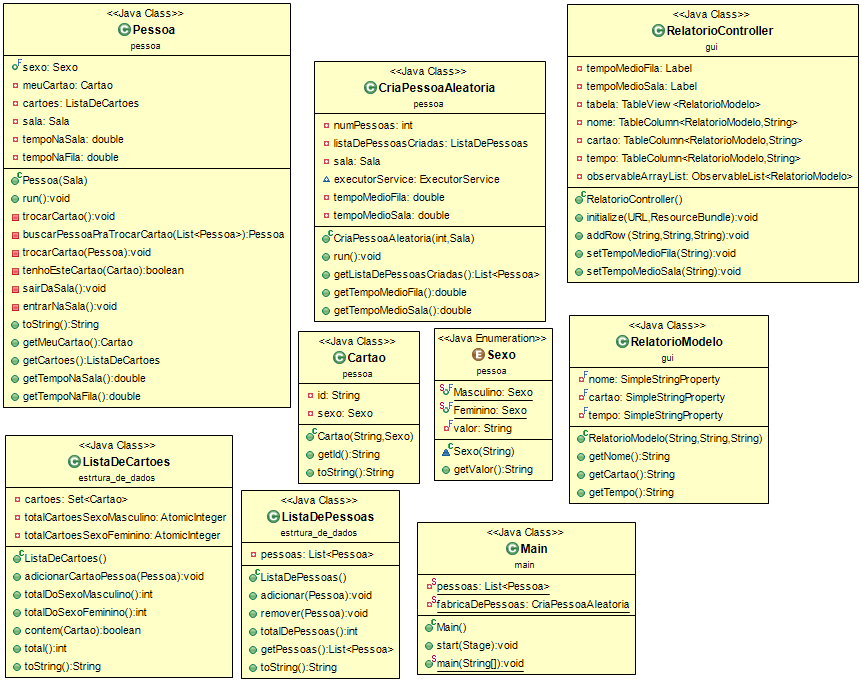 <<Java Class>>
Pessoa
pessoa
sexo: Sexo
meuCartao: Cartao
cartoes: ListaDeCartoes
sala: Sala
tempoNaSala: double
tempoNaFila: double
Pessoa(Sala)
run():void
trocarCartao():void
buscarPessoaPraTrocarCartao(List<Pessoa>):Pessoa
trocarCartao(Pessoa):void
tenhoEsteCartao(Cartao):boolean
sairDaSala():void
entrarNaSala():void
toString():String
getMeuCartao():Cartao
getCartoes():ListaDeCartoes
getTempoNaSala():double
getTempoNaFila():double
<<Java Class>>
CriaPessoaAleatoria
pessoa
numPessoas: int
listaDePessoasCriadas: ListaDePessoas
sala: Sala
executorService: ExecutorService
tempoMedioFila: double
tempoMedioSala: double
CriaPessoaAleatoria(int,Sala)
run():void
getListaDePessoasCriadas():List<Pessoa>
getTempoMedioFila():double
getTempoMedioSala():double
<<Java Class>>
RelatorioController
gui
tempoMedioFila: Label
tempoMedioSala: Label
tabela: TableView <RelatorioModelo>
nome: TableColumn<RelatorioModelo,String>
cartao: TableColumn<RelatorioModelo,String>
tempo: TableColumn<RelatorioModelo,String>
observableArrayList: ObservableList<RelatorioModelo>
RelatorioController()
initialize(URL,ResourceBundle):void
addRow (String,String,String):void
setTempoMedioFila(String):void
setTempoMedioSala(String):void
<<Java Class>>
Cartao
pessoa
id: String
sexo: Sexo
Cartao(String,Sexo)
getId():String
toString():String
<<Java Enumeration>>
Sexo
pessoa
Masculino: Sexo
Feminino: Sexo
valor: String
Sexo(String)
getValor():String
<<Java Class>>
RelatorioModelo
gui
nome: SimpleStringProperty
cartao: SimpleStringProperty
tempo: SimpleStringProperty
RelatorioModelo(String,String,String)
getNome():String
getCartao():String
getTempo():String
<<Java Class>>
ListaDeCartoes
estrtura_de_dados
cartoes: Set<Cartao>
totalCartoesSexoMasculino: AtomicInteger
totalCartoesSexoFeminino: AtomicInteger
ListaDeCartoes()
adicionarCartaoPessoa(Pessoa):void
totalDoSexoMasculino():int
totalDoSexoFeminino():int
contem(Cartao):boolean
total():int
toString():String
<<Java Class>>
ListaDePessoas
estrtura_de_dados
pessoas: List<Pessoa>
ListaDePessoas()
adicionar(Pessoa):void
remover(Pessoa):void
totalDePessoas():int
getPessoas():List<Pessoa>
toString():String
<<Java Class>>
Main
main
pessoas: List<Pessoa>
fabricaDePessoas: CriaPessoaAleatoria
Main()
start(Stage):void
main(String[]):void